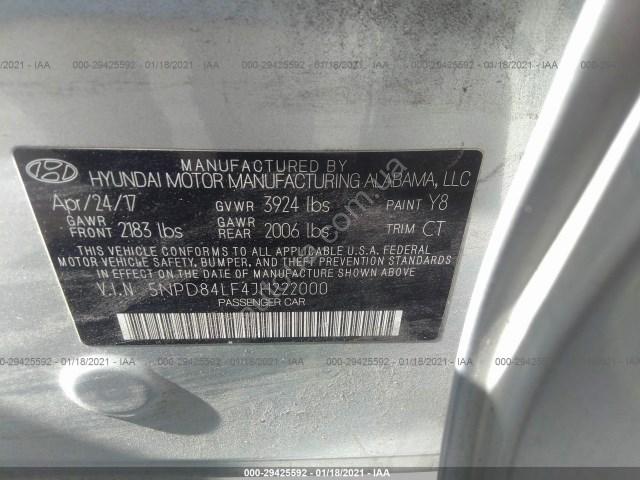 000-29425592 - 01/18/2021 - IAA
MANUFACTURED BY
HYUNDAI MOTOR MANUFACTURING ALABAMA, LLC
Apr/24/17 GVWR 3924 lbs PAINT Y8
GAWR FRONT 2183 lbs GAWR REAR 2006 lbs TRIM CT
THIS VEHICLE CONFORMS TO ALL APPLICABLE U.S.A. FEDERAL
MOTOR VEHICLE SAFETY, BUMPER, AND THEFT PREVENTION STANDARDS
IN EFFECT ON THE DATE OF MANUFACTURE SHOWN ABOVE.
V.I.N 5NPD84LF4JH222000
PASSENGER CAR
000-29425592 - 01/18/2021 - IAA
000-29425592 - 01/18/2021 - IAA